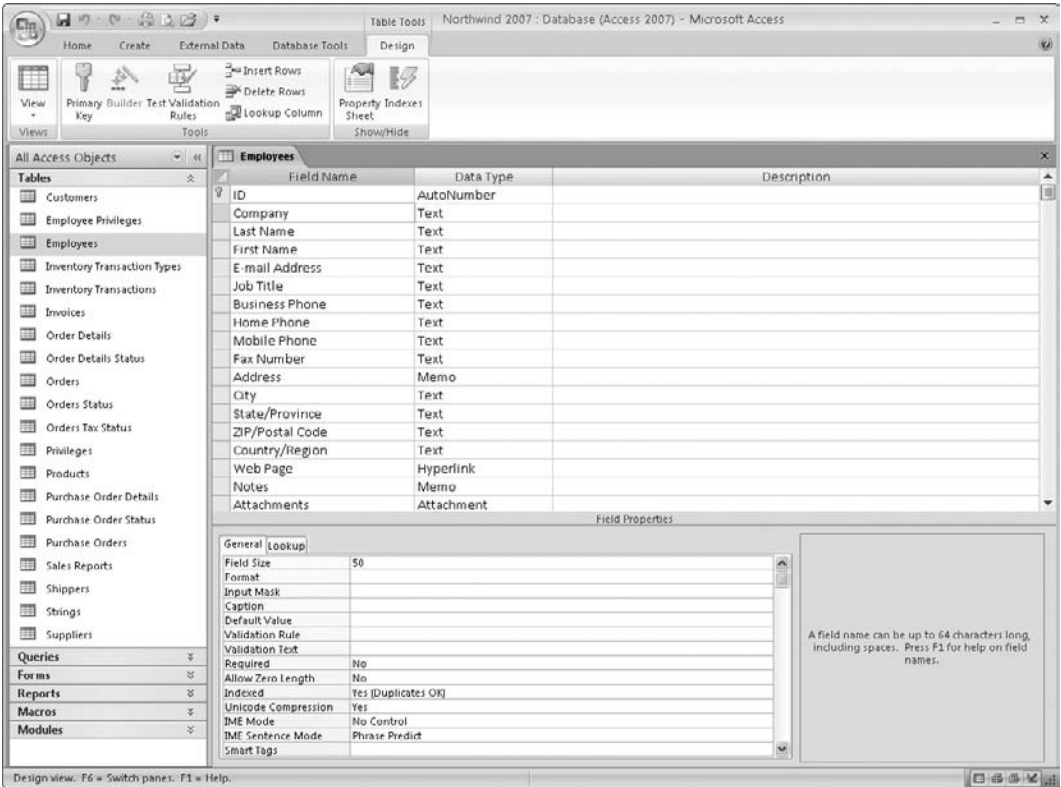 Table Tools Northwind 2007 : Database (Access 2007) - Microsoft Access
Home Create External Data Database Tools Design
View
Primary Key
Builder
Test Validation Rules
Insert Rows
Delete Rows
Lookup Column
Property Sheet
Indexes
Views Tools Show/Hide
All Access Objects
Tables
Customers
Employee Privileges
Employees
Inventory Transaction Types
Inventory Transactions
Invoices
Order Details
Order Details Status
Orders
Orders Status
Orders Tax Status
Privileges
Products
Purchase Order Details
Purchase Order Status
Purchase Orders
Sales Reports
Shippers
Strings
Suppliers
Queries
Forms
Reports
Macros
Modules
Employees
Field Name Data Type Description
ID AutoNumber
Company Text
Last Name Text
First Name Text
E-mail Address Text
Job Title Text
Business Phone Text
Home Phone Text
Mobile Phone Text
Fax Number Text
Address Memo
City Text
State/Province Text
ZIP/Postal Code Text
Country/Region Text
Web Page Hyperlink
Notes Memo
Attachments Attachment
Field Properties
General Lookup
Field Size 50
Format
Input Mask
Caption
Default Value
Validation Rule
Validation Text
Required No
Allow Zero Length No
Indexed Yes (Duplicates OK)
Unicode Compression Yes
IME Mode No Control
IME Sentence Mode Phrase Predict
Smart Tags
A field name can be up to 64 characters long,
including spaces. Press F1 for help on field
names.
Design view. F6 = Switch panes. F1 = Help.